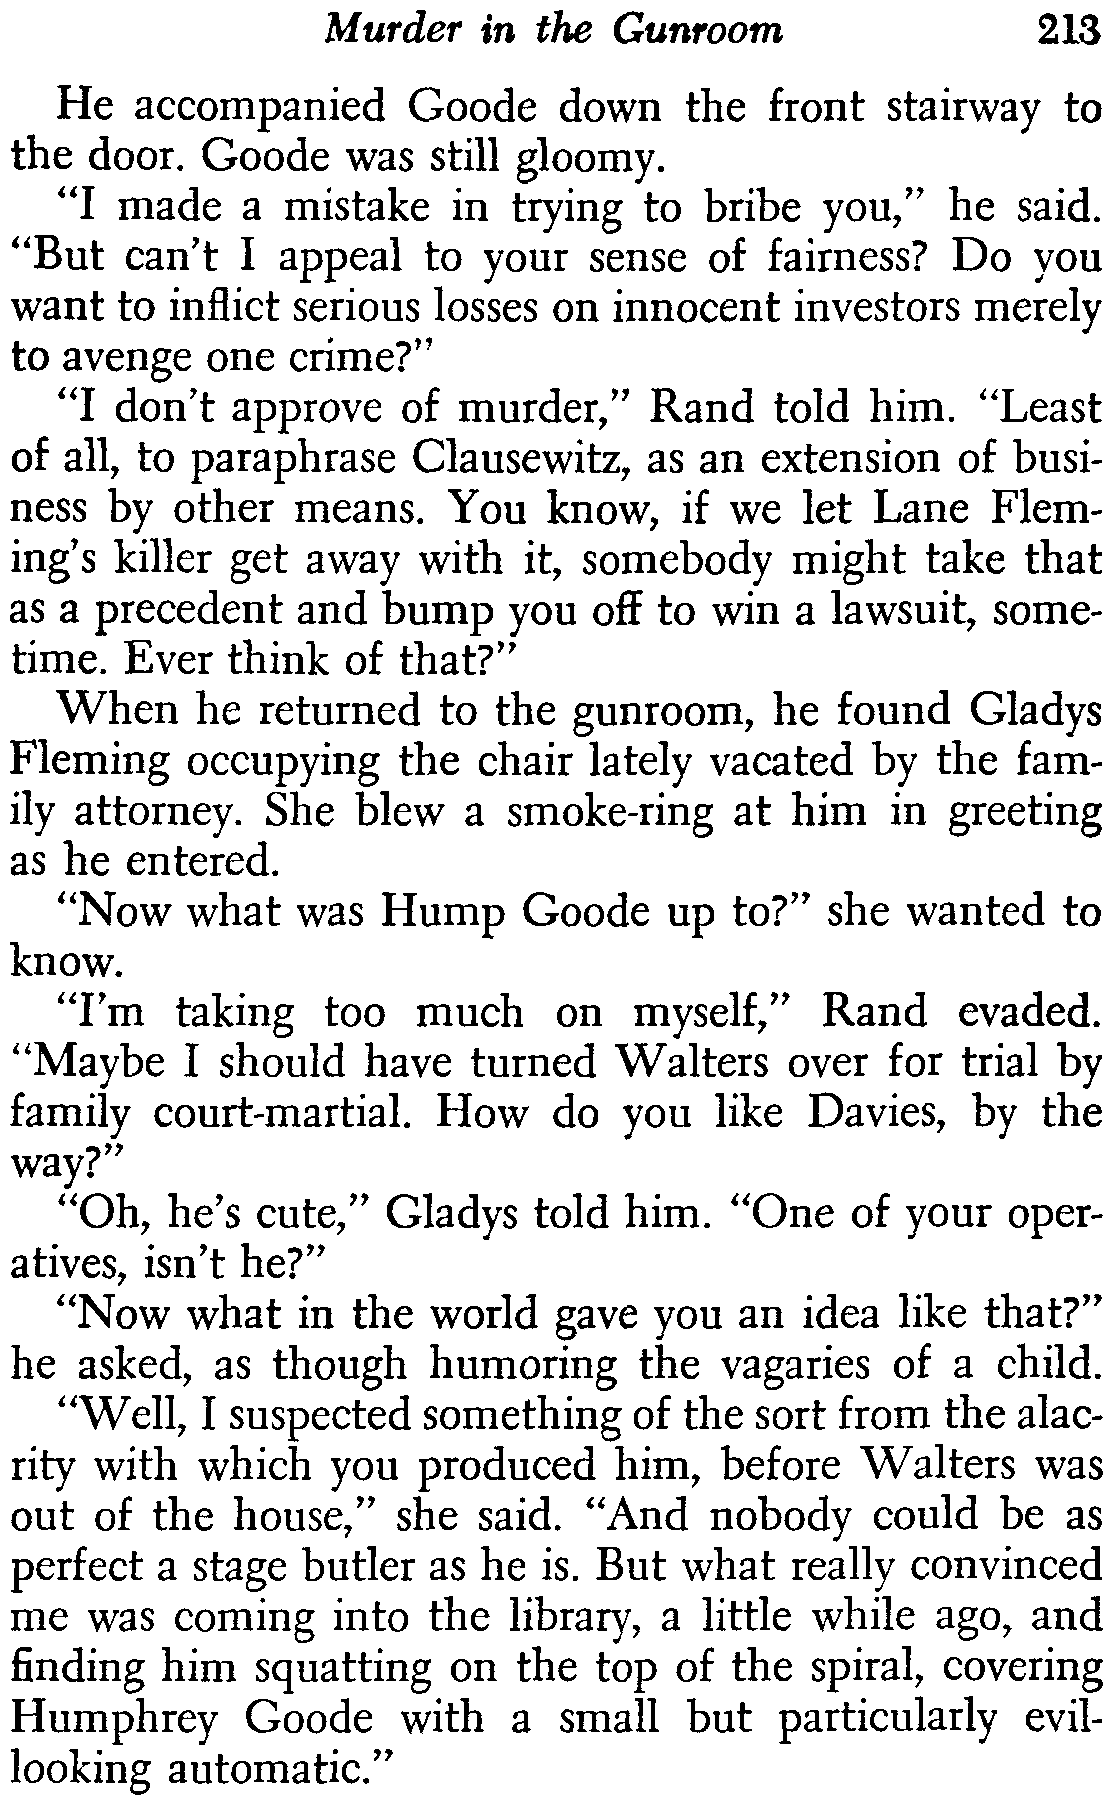 Murder in the Gunroom 213
He accompanied Goode down the front stairway to
the door. Goode was still gloomy.
“I made a mistake in trying to bribe you,” he said.
“But can’t I appeal to your sense of fairness? Do you
want to inflict serious losses on innocent investors merely
to avenge one crime?”
“I don’t approve of murder,” Rand told him. “Least
of all, to paraphrase Clausewitz, as an extension of busi-
ness by other means. You know, if we let Lane Flem-
ing’s killer get away with it, somebody might take that
as a precedent and bump you off to win a lawsuit, some-
time. Ever think of that?”
When he returned to the gunroom, he found Gladys
Fleming occupying the chair lately vacated by the fam-
ily attorney. She blew a smoke-ring at him in greeting
as he entered.
“Now what was Hump Goode up to?” she wanted to
know.
“I’m taking too much on myself,” Rand evaded.
“Maybe I should have turned Walters over for trial by
family court-martial. How do you like Davies, by the
way?”
“Oh, he’s cute,” Gladys told him. “One of your oper-
atives, isn’t he?”
“Now what in the world gave you an idea like that?”
he asked, as though humoring the vagaries of a child.
“Well, I suspected something of the sort from the alac-
rity with which you produced him, before Walters was
out of the house,” she said. “And nobody could be as
perfect a stage butler as he is. But what really convinced
me was coming into the library, a little while ago, and
finding him squatting on the top of the spiral, covering
Humphrey Goode with a small but particularly evil-
looking automatic.”